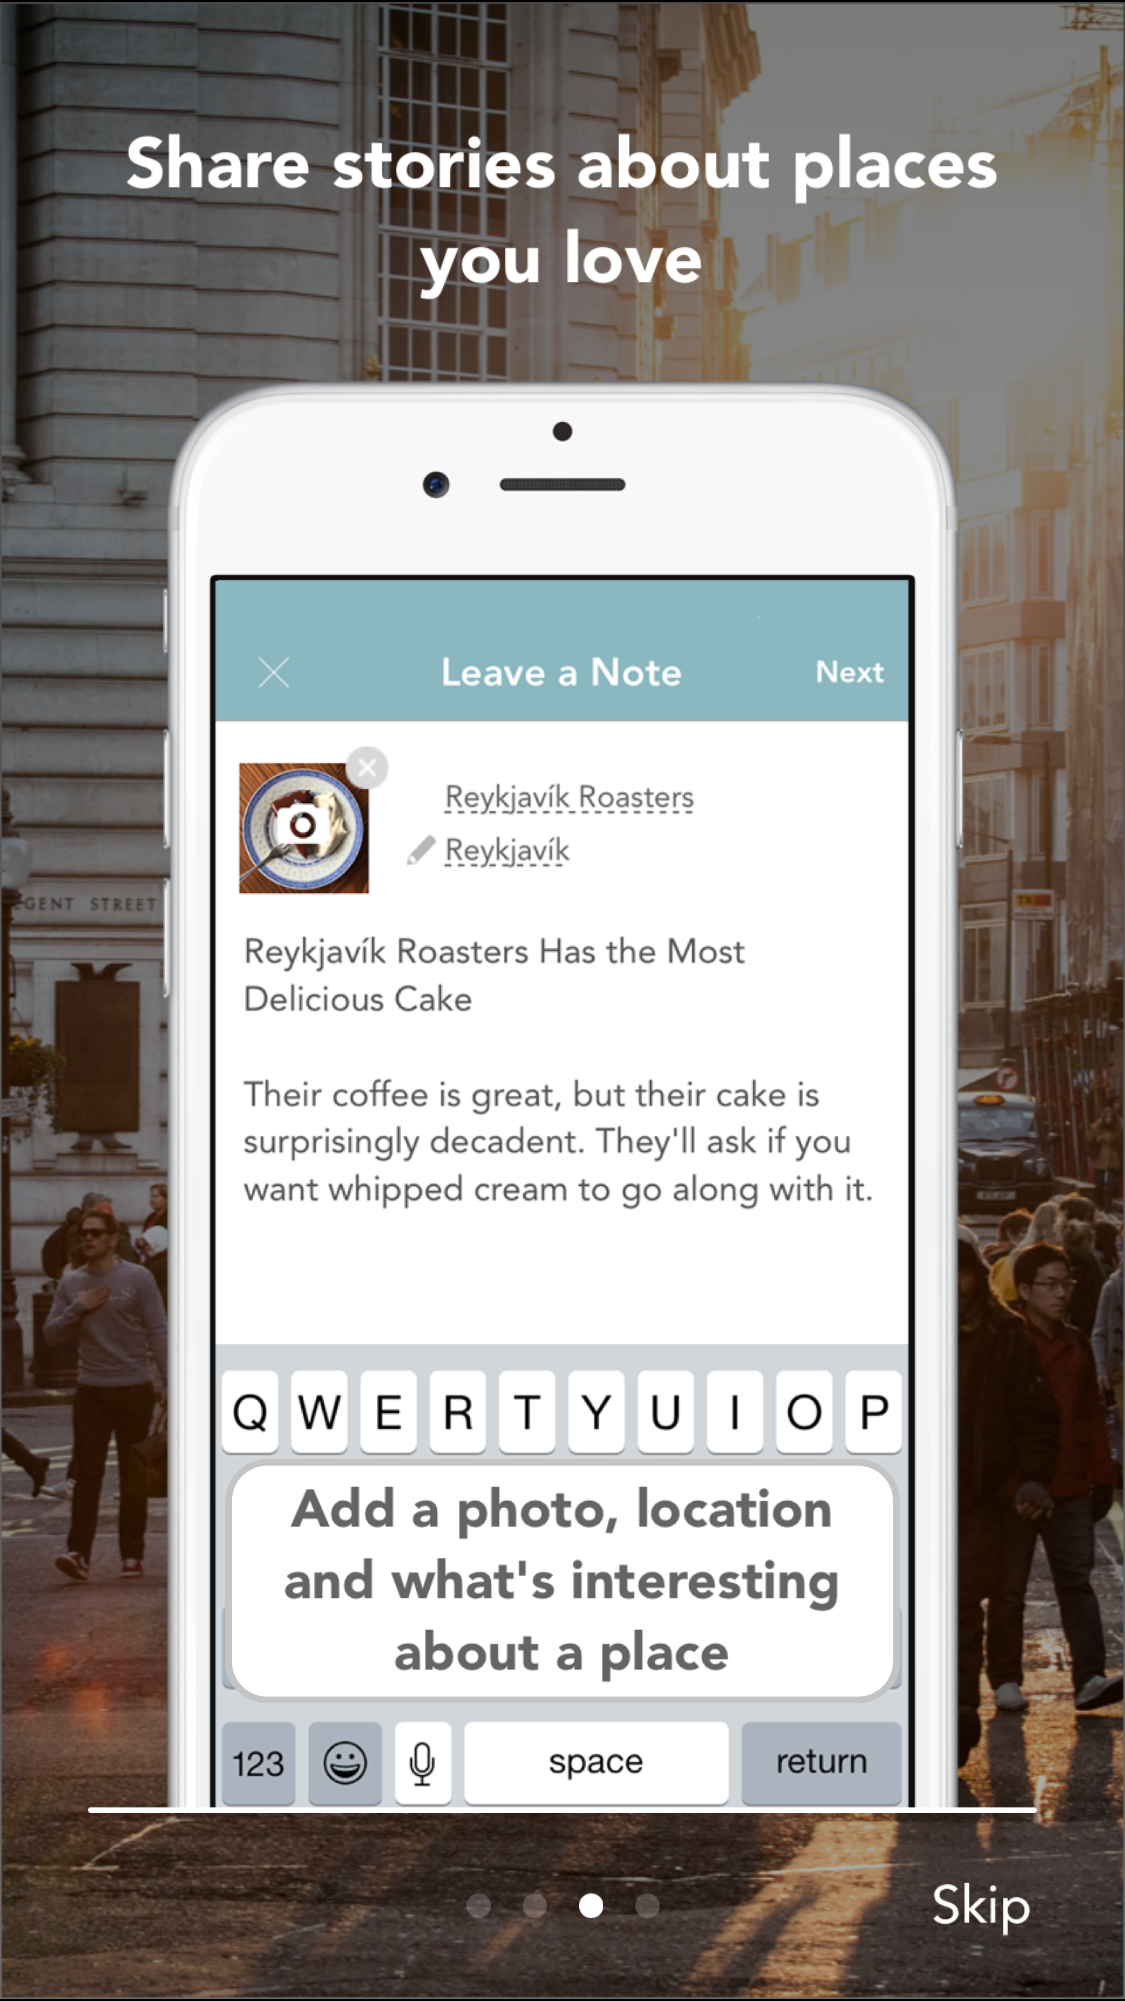 Share stories about places
you love
Leave a Note
Next
Reykjavík Roasters
Reykjavík
GENT STREET
Reykjavík Roasters Has the Most
Delicious Cake
Their coffee is great, but their cake is
surprisingly decadent. They'll ask if you
want whipped cream to go along with it.
Q W E R T Y U I O P
Add a photo, location
and what's interesting
about a place
123
space
return
Skip